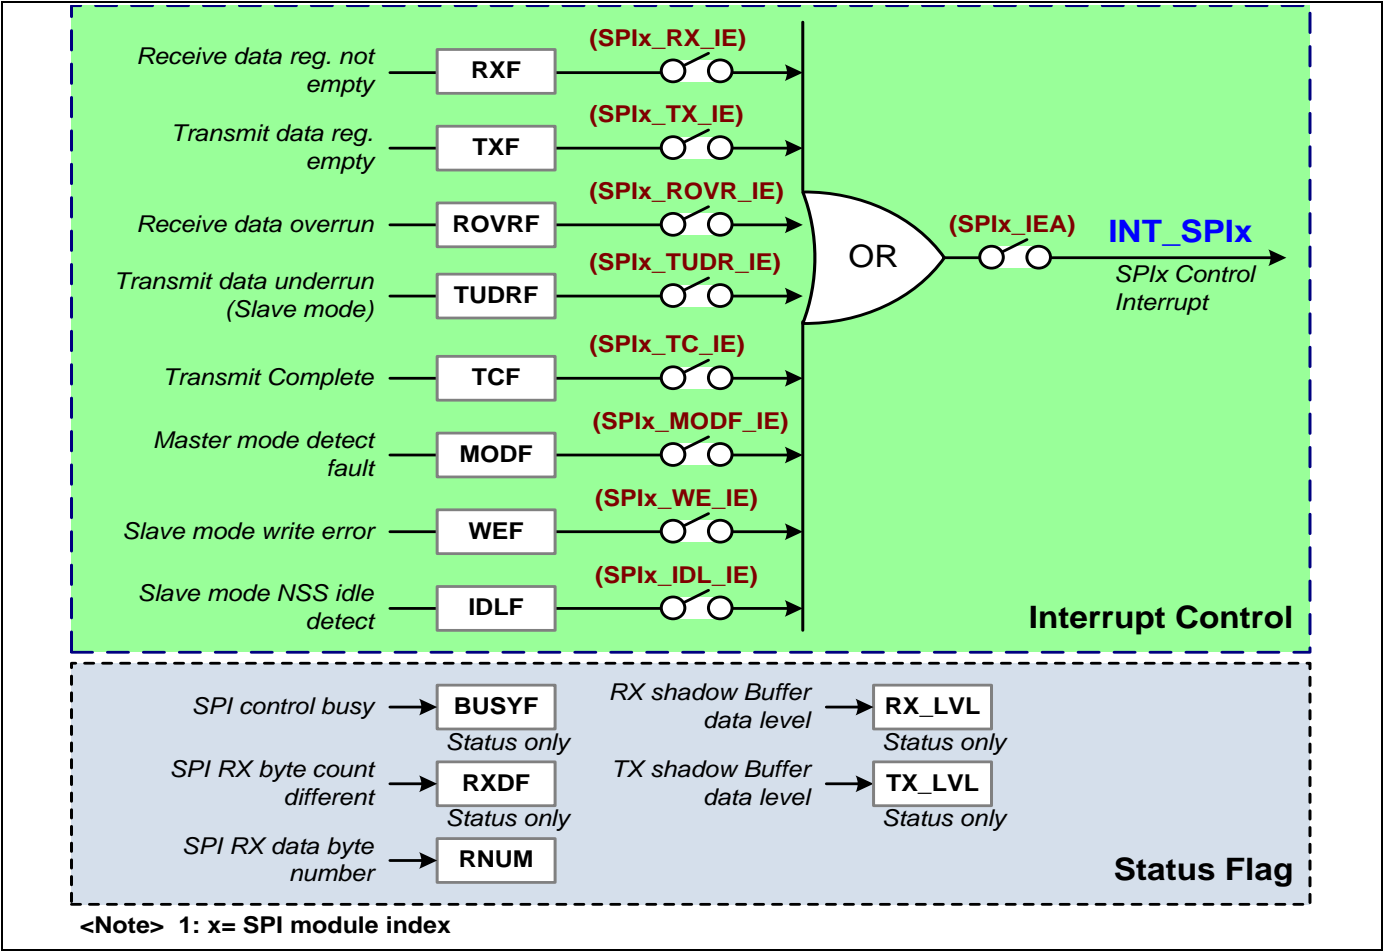 Receive data reg. not
empty
RXF
(SPIx_RX_IE)
Transmit data reg.
empty
TXF
(SPIx_TX_IE)
Receive data overrun
ROVRF
(SPIx_ROVR_IE)
Transmit data underrun
(Slave mode)
TUDRF
(SPIx_TUDR_IE)
Transmit Complete
TCF
(SPIx_TC_IE)
Master mode detect
fault
MODF
(SPIx_MODF_IE)
Slave mode write error
WEF
(SPIx_WE_IE)
Slave mode NSS idle
detect
IDLF
(SPIx_IDL_IE)
OR
(SPIx_IEA)
INT_SPIx
SPIx Control
Interrupt
Interrupt Control
SPI control busy
BUSYF
Status only
SPI RX byte count
different
RXDF
Status only
SPI RX data byte
number
RNUM
RX shadow Buffer
data level
RX_LVL
Status only
TX shadow Buffer
data level
TX_LVL
Status only
Status Flag
<Note> 1: x= SPI module index